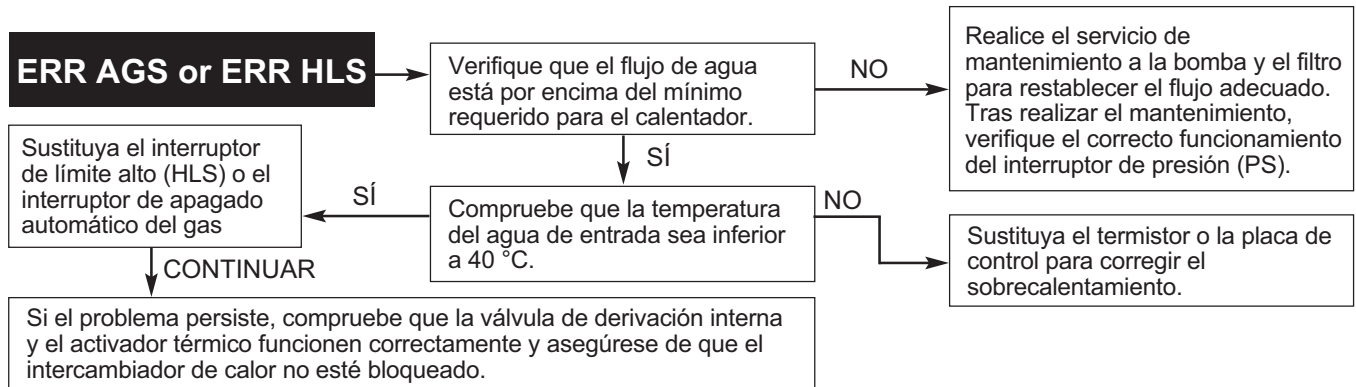 ERR AGS or ERR HLS
Verifique que el flujo de agua
está por encima del mínimo
requerido para el calentador.
NO
Realice el servicio de
mantenimiento a la bomba y el filtro
para restablecer el flujo adecuado.
Tras realizar el mantenimiento,
verifique el correcto funcionamiento
del interruptor de presión (PS).
SÍ
Compruebe que la temperatura
del agua de entrada sea inferior
a 40 °C.
NO
Sustituya el termistor o la placa de
control para corregir el
sobrecalentamiento.
SÍ
Sustituya el interruptor
de límite alto (HLS) o el
interruptor de apagado
automático del gas
CONTINUAR
Si el problema persiste, compruebe que la válvula de derivación interna
y el activador térmico funcionen correctamente y asegúrese de que el
intercambiador de calor no esté bloqueado.